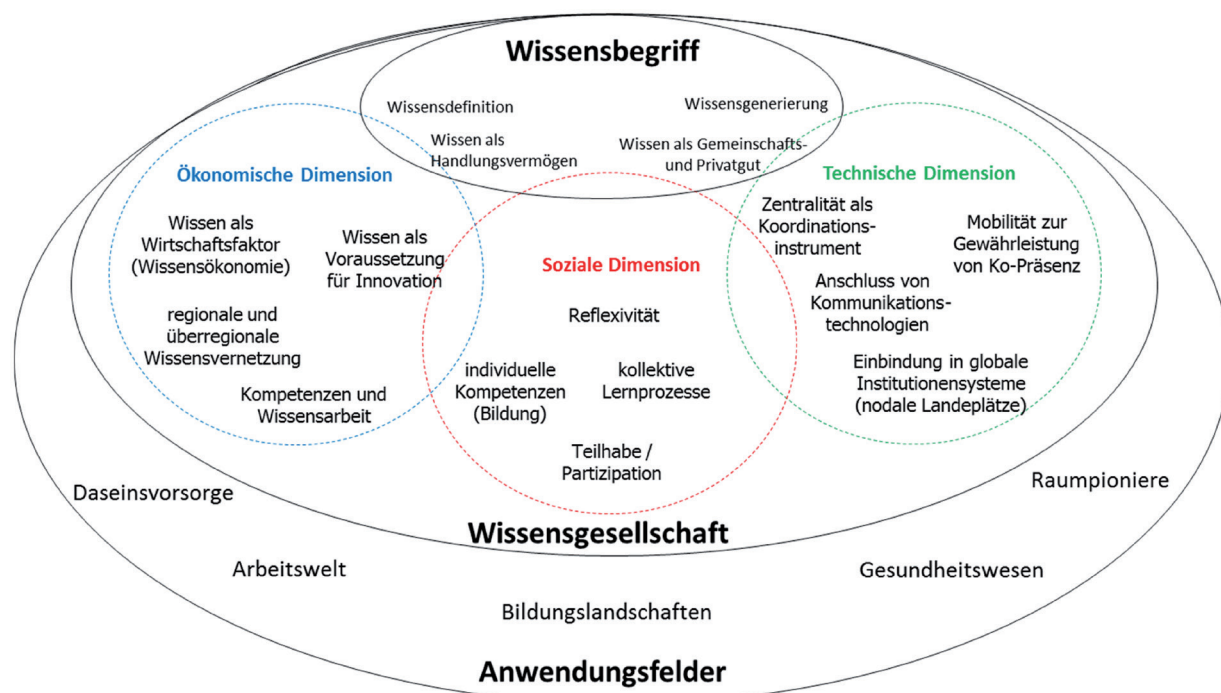 Wissensbegriff
Wissensdefinition
Wissensgenerierung
Wissen als
Handlungsvermögen
Wissen als Gemeinschafts-
und Privatgut
Ökonomische Dimension
Wissen als
Wirtschaftsfaktor
(Wissensökonomie)
Wissen als
Voraussetzung
für Innovation
regionale und
überregionale
Wissensvernetzung
Kompetenzen und
Wissensarbeit
Soziale Dimension
Reflexivität
individuelle
Kompetenzen
(Bildung)
kollektive
Lernprozesse
Teilhabe /
Partizipation
Technische Dimension
Zentralität als
Koordinations-
instrument
Mobilität zur
Gewährleistung
von Ko-Präsenz
Anschluss von
Kommunikations-
technologien
Einbindung in globale
Institutionensysteme
(nodale Landeplätze)
Wissensgesellschaft
Daseinsvorsorge
Arbeitswelt
Bildungslandschaften
Gesundheitswesen
Raumpioniere
Anwendungsfelder